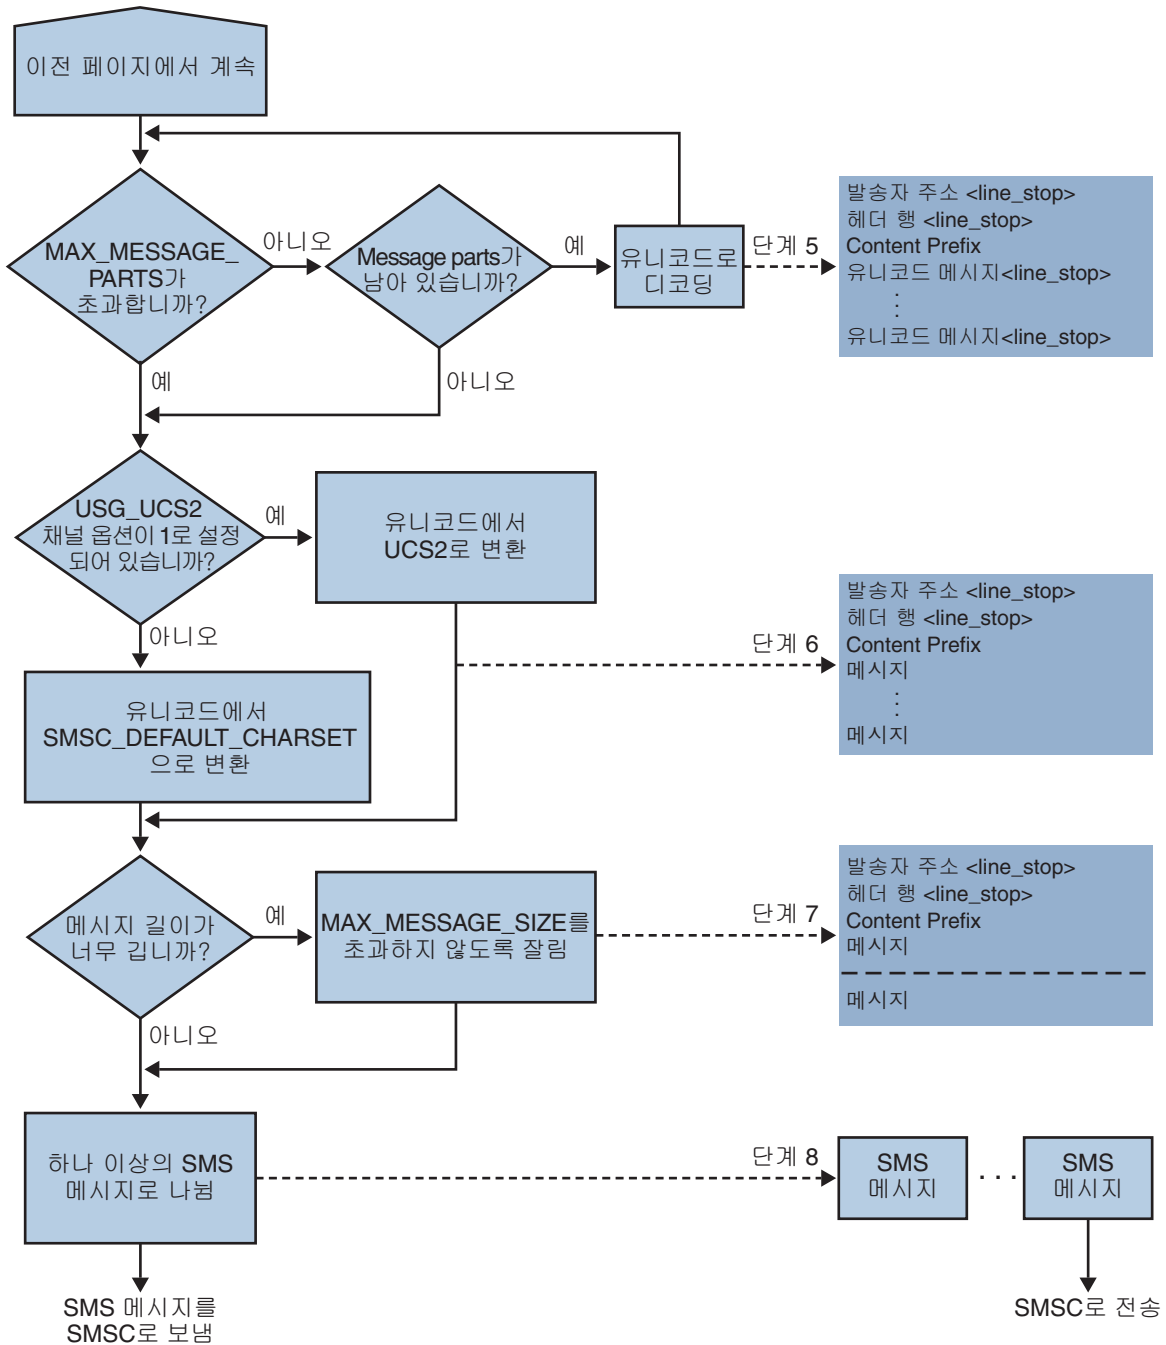 이전 페이지에서 계속
MAX_MESSAGE_
PARTS가
초과합니까?
아니오
Message parts가
남아 있습니까?
예
유니코드로
디코딩
단계 5
발송자 주소 <line_stop>
헤더 행 <line_stop>
Content Prefix
유니코드 메시지<line_stop>
유니코드 메시지<line_stop>
예
아니오
USG_UCS2
채널 옵션이 1로 설정
되어 있습니까?
예
유니코드에서
UCS2로 변환
아니오
단계 6
발송자 주소 <line_stop>
헤더 행 <line_stop>
Content Prefix
메시지
메시지
유니코드에서
SMSC_DEFAULT_CHARSET
으로 변환
메시지 길이가
너무 깁니까?
예
MAX_MESSAGE_SIZE를
초과하지 않도록 잘림
단계 7
발송자 주소 <line_stop>
헤더 행 <line_stop>
Content Prefix
메시지
메시지
아니오
하나 이상의 SMS
메시지로 나뉨
단계 8
SMS
메시지
. . .
SMS
메시지
SMS 메시지를
SMSC로 보냄
SMSC로 전송